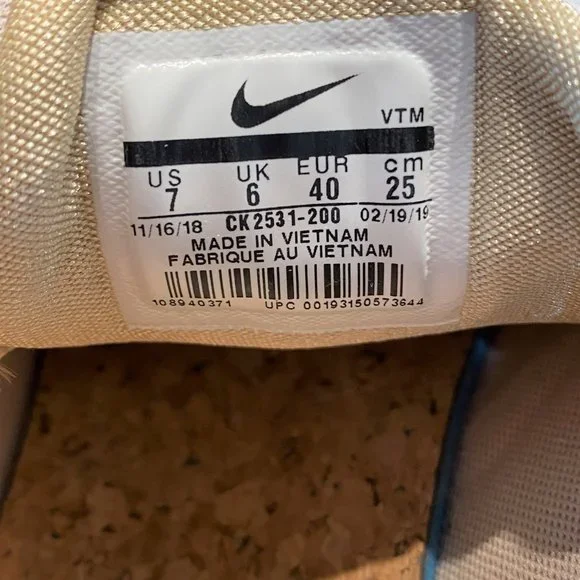 VTM
US UK EUR cm
7 6 40 25
11/16/18 CK2531-200 02/19/19
MADE IN VIETNAM
FABRIQUE AU VIETNAM
108940371 UPC 00193150573644